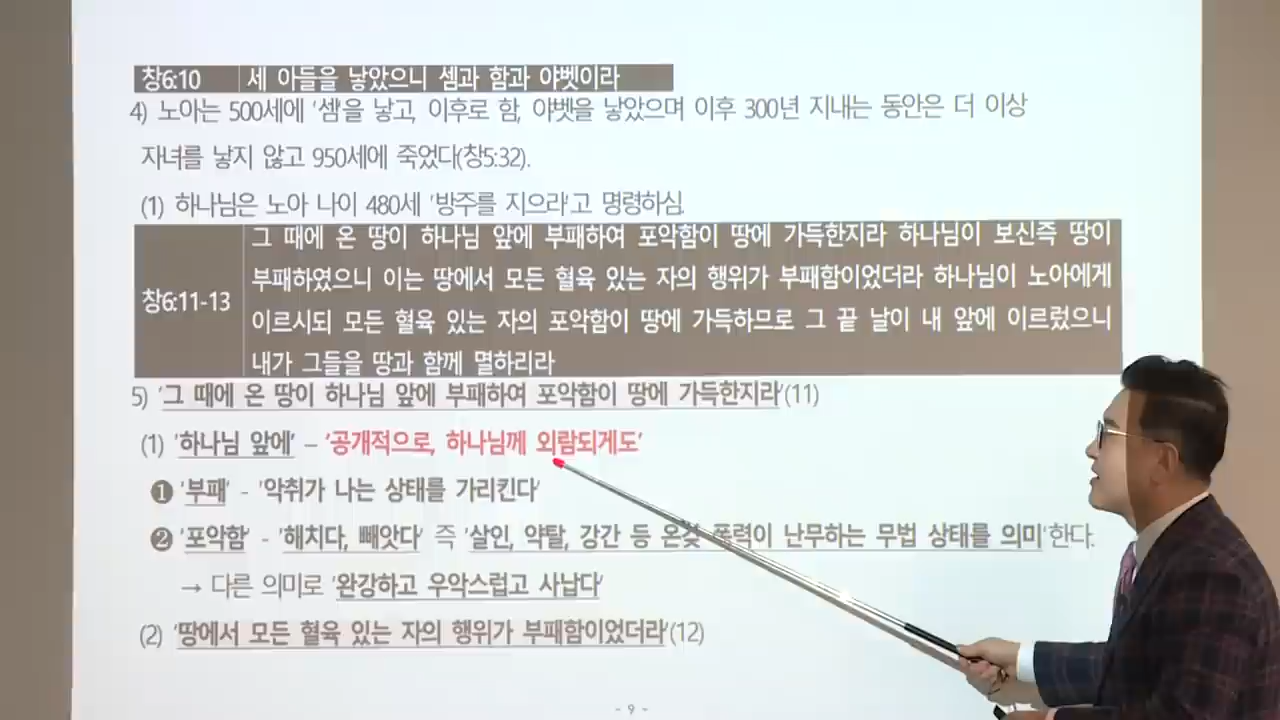 창6:10 세 아들을 낳았으니 셈과 함과 야벳이라
4) 노아는 500세에 '셈'을 낳고, 이후로 함, 야벳을 낳았으며 이후 300년 지내는 동안은 더 이상
자녀를 낳지 않고 950세에 죽었다(창5:32).
(1) 하나님은 노아 나이 480세 '방주를 지으라'고 명령하심.
그 때에 온 땅이 하나님 앞에 부패하여 포악함이 땅에 가득한지라 하나님이 보신즉 땅이
부패하였으니 이는 땅에서 모든 혈육 있는 자의 행위가 부패함이었더라 하나님이 노아에게
창6:11-13
이르시되 모든 혈육 있는 자의 포악함이 땅에 가득하므로 그 끝 날이 내 앞에 이르렀으니
내가 그들을 땅과 함께 멸하리라
5) '그 때에 온 땅이 하나님 앞에 부패하여 포악함이 땅에 가득한지라'(11)
(1) '하나님 앞에' – '공개적으로, 하나님께 외람되게도'
❶ '부패' - '악취가 나는 상태를 가리킨다'
❷ '포악함' - '해치다, 빼앗다' 즉 '살인, 약탈, 강간 등 온갖 폭력이 난무하는 무법 상태를 의미'한다.
→ 다른 의미로 '완강하고 우악스럽고 사납다'
(2) '땅에서 모든 혈육 있는 자의 행위가 부패함이었더라'(12)
- 9 -